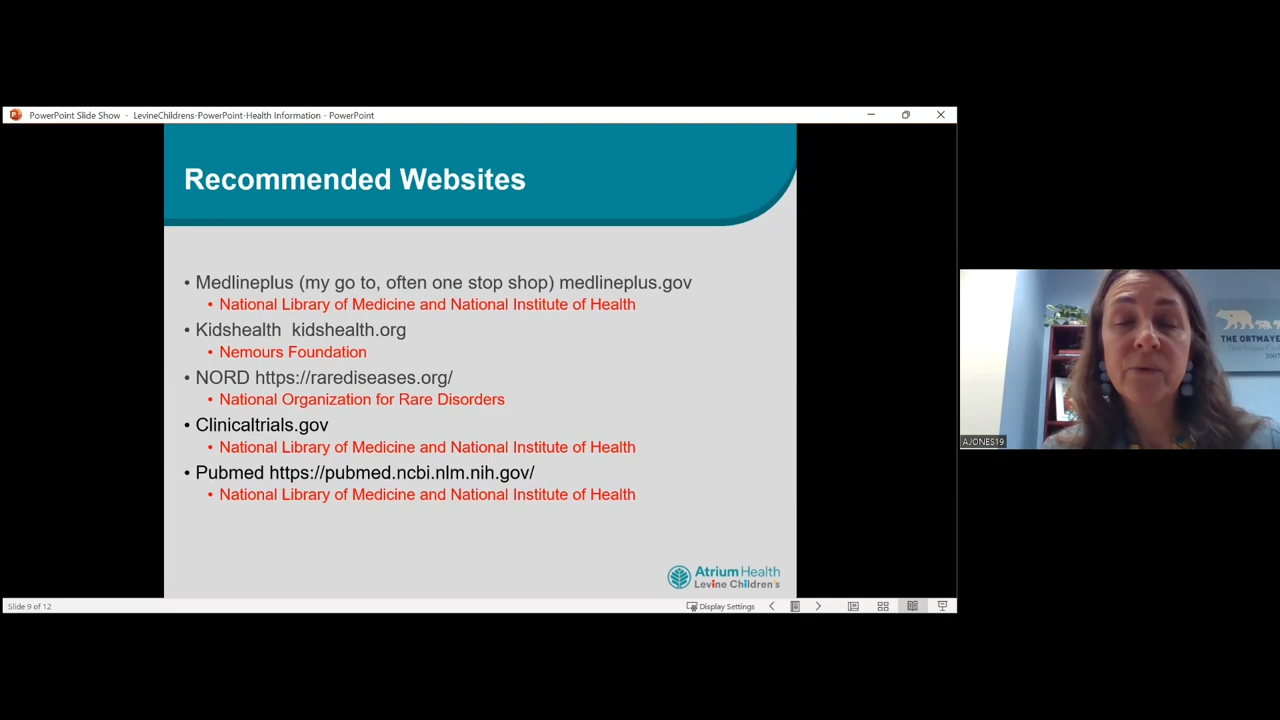 PowerPoint Slide Show - LevineChildrens-PowerPoint-Health Information - PowerPoint
Recommended Websites
• Medlineplus (my go to, often one stop shop) medlineplus.gov
• National Library of Medicine and National Institute of Health
• Kidshealth kidshealth.org
• Nemours Foundation
• NORD https://rarediseases.org/
• National Organization for Rare Disorders
• Clinicaltrials.gov
• National Library of Medicine and National Institute of Health
• Pubmed https://pubmed.ncbi.nlm.nih.gov/
• National Library of Medicine and National Institute of Health
Atrium Health
Levine Children's
Slide 9 of 12
Display Settings
THE ORTMAYE
2007
AJONES19